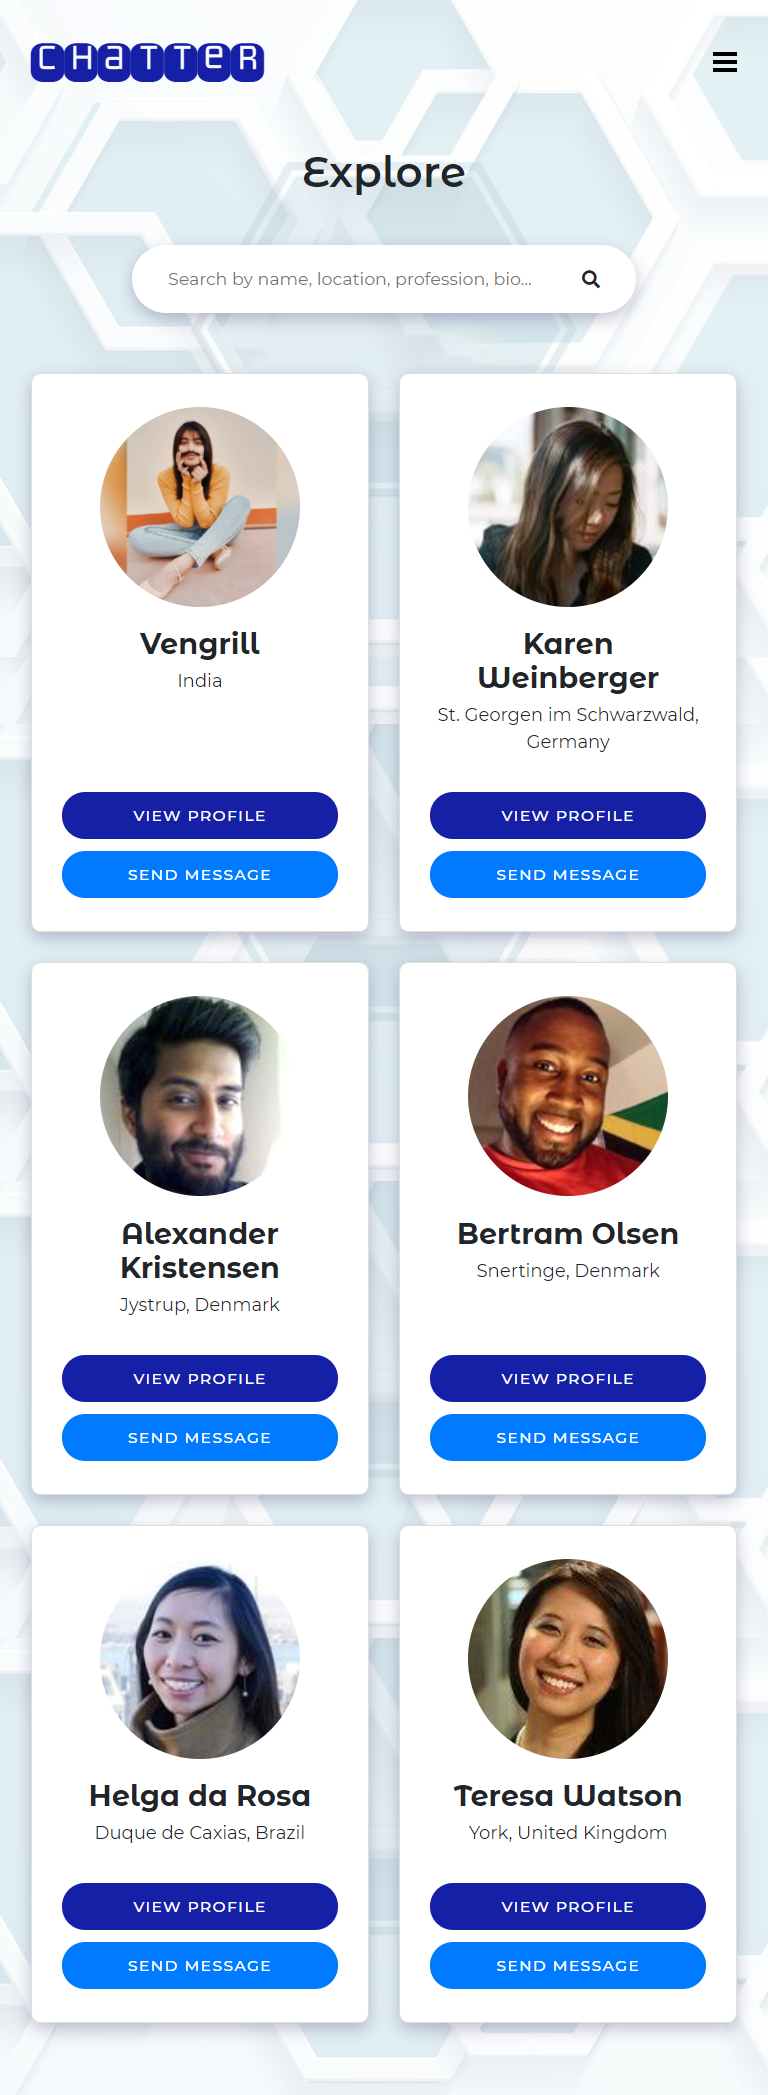 CHaTTeR
Explore
Search by name, location, profession, bio...
Vengrill
India
VIEW PROFILE
SEND MESSAGE
Karen
Weinberger
St. Georgen im Schwarzwald,
Germany
VIEW PROFILE
SEND MESSAGE
Alexander
Kristensen
Jystrup, Denmark
VIEW PROFILE
SEND MESSAGE
Bertram Olsen
Snertinge, Denmark
VIEW PROFILE
SEND MESSAGE
Helga da Rosa
Duque de Caxias, Brazil
VIEW PROFILE
SEND MESSAGE
Teresa Watson
York, United Kingdom
VIEW PROFILE
SEND MESSAGE